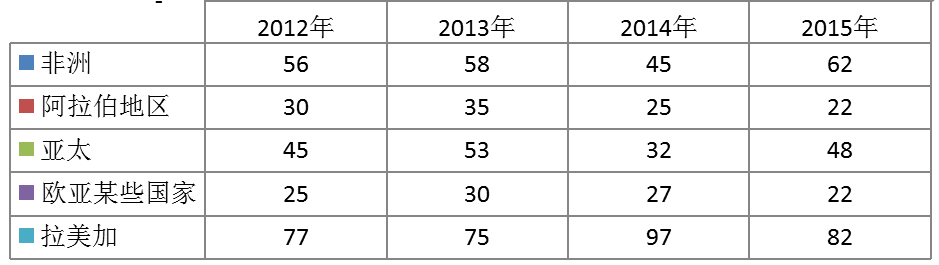 2012年 2013年 2014年 2015年
非洲 56 58 45 62
阿拉伯地区 30 35 25 22
亚太 45 53 32 48
欧亚某些国家 25 30 27 22
拉美加 77 75 97 82